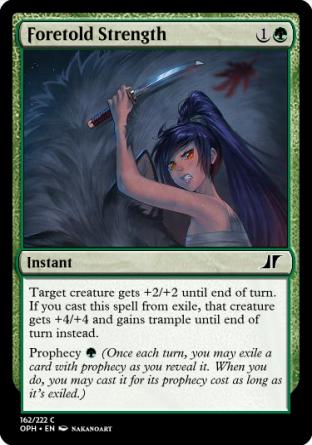 Foretold Strength 1
Instant
Target creature gets +2/+2 until end of turn.
If you cast this spell from exile, that creature
gets +4/+4 and gains trample until end of
turn instead.
Prophecy (Once each turn, you may exile a
card with prophecy as you reveal it. When you
do, you may cast it for its prophecy cost as long as
it's exiled.)
162/222 C
OPH • EN NAKANOART